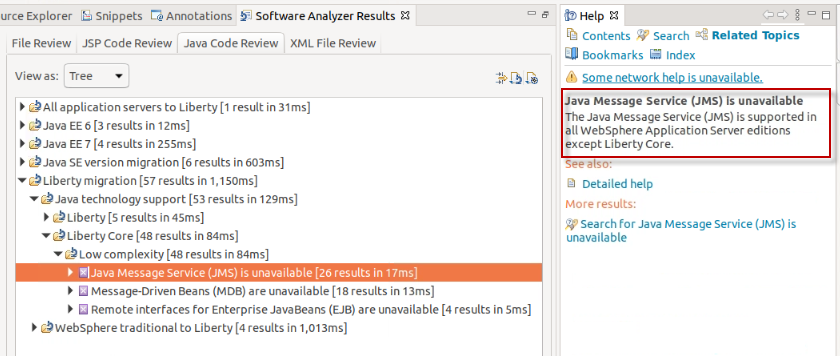 urce Explorer Snippets Annotations Software Analyzer Results
File Review JSP Code Review Java Code Review XML File Review
View as: Tree
All application servers to Liberty [1 result in 31ms]
Java EE 6 [3 results in 12ms]
Java EE 7 [4 results in 255ms]
Java SE version migration [6 results in 603ms]
Liberty migration [57 results in 1,150ms]
Java technology support [53 results in 129ms]
Liberty [5 results in 45ms]
Liberty Core [48 results in 84ms]
Low complexity [48 results in 84ms]
Java Message Service (JMS) is unavailable [26 results in 17ms]
Message-Driven Beans (MDB) are unavailable [18 results in 13ms]
Remote interfaces for Enterprise JavaBeans (EJB) are unavailable [4 results in 5ms]
WebSphere traditional to Liberty [4 results in 1,013ms]
Help
Contents Search Related Topics
Bookmarks Index
Some network help is unavailable.
Java Message Service (JMS) is unavailable
The Java Message Service (JMS) is supported in
all WebSphere Application Server editions
except Liberty Core.
See also:
Detailed help
More results:
Search for Java Message Service (JMS) is
unavailable